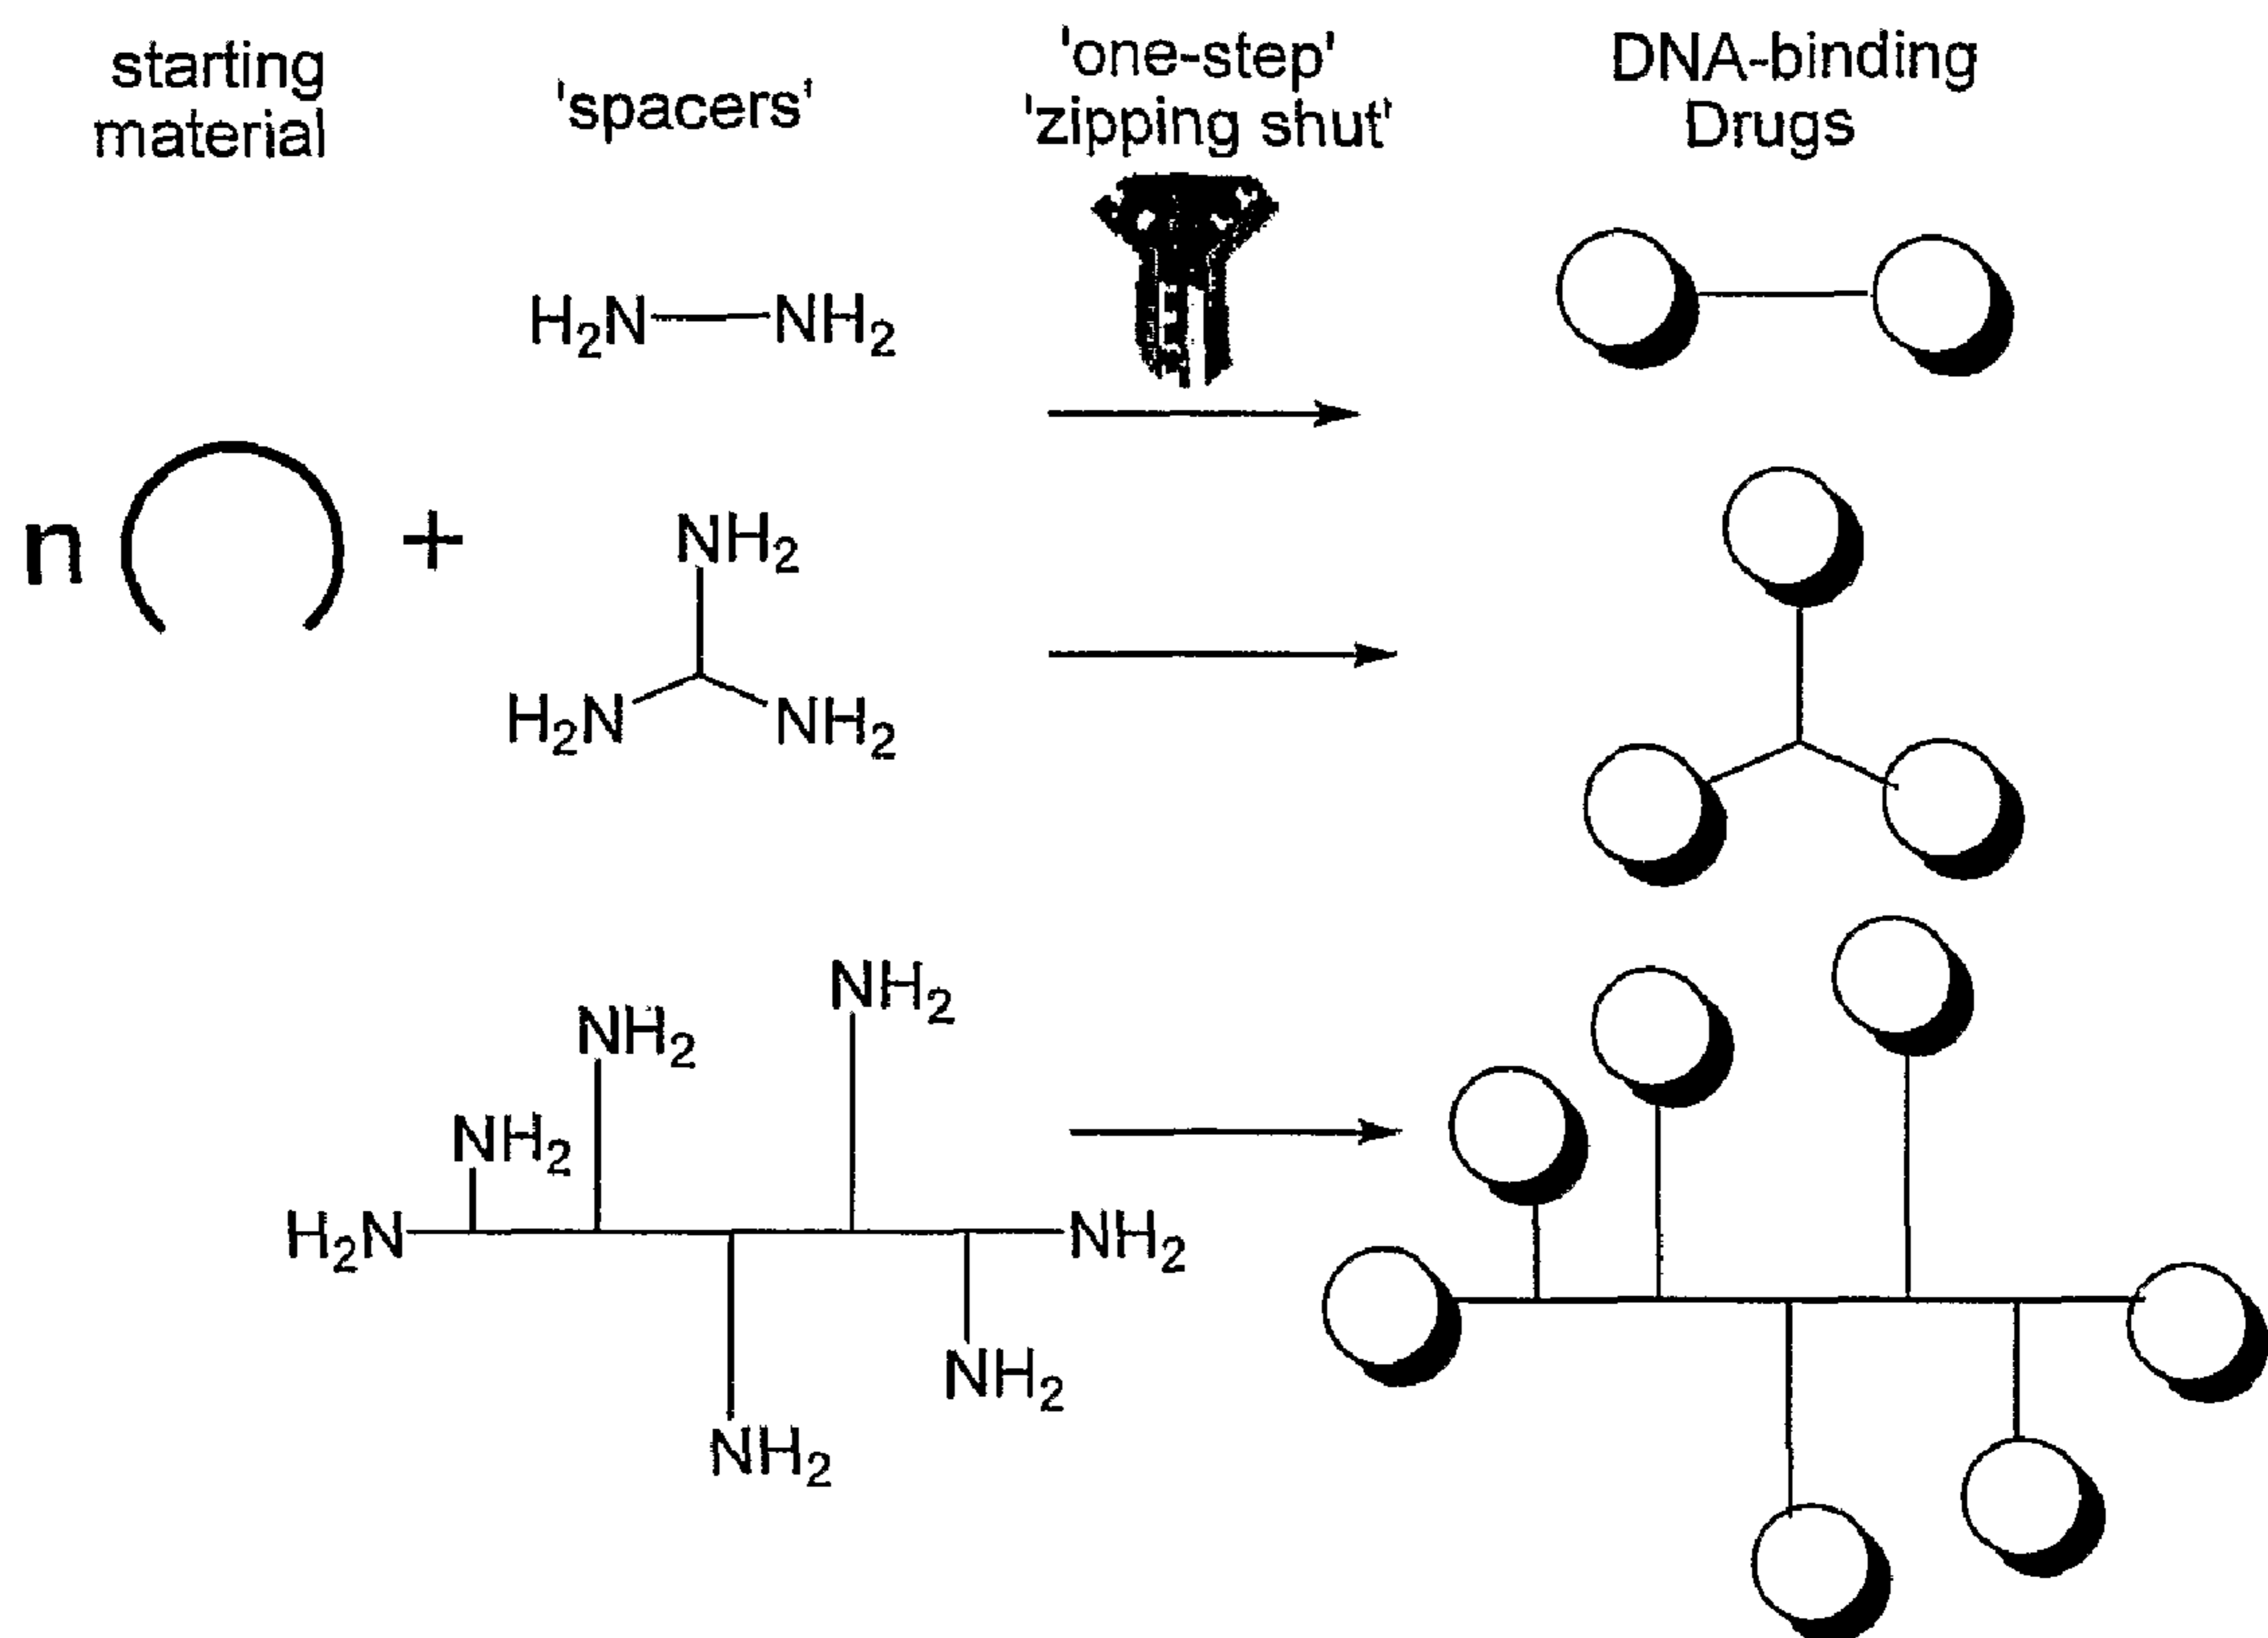 starting
material
'spacers'
'one-step'
'zipping shut'
DNA-binding
Drugs
H₂N—NH₂
n
+
NH₂
H₂N
NH₂
NH₂
NH₂
NH₂
H₂N
NH₂
NH₂
NH₂